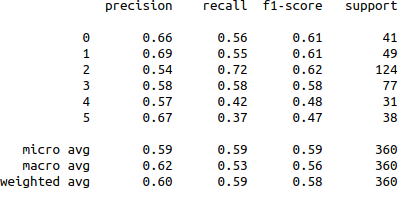 precision recall f1-score support
0 0.66 0.56 0.61 41
1 0.69 0.55 0.61 49
2 0.54 0.72 0.62 124
3 0.58 0.58 0.58 77
4 0.57 0.42 0.48 31
5 0.67 0.37 0.47 38
micro avg 0.59 0.59 0.59 360
macro avg 0.62 0.53 0.56 360
weighted avg 0.60 0.59 0.58 360